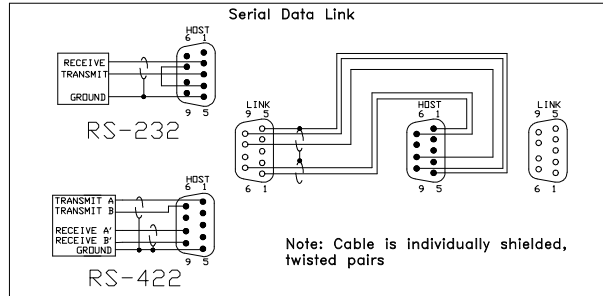 Serial Data Link
HOST
6 1
RECEIVE
TRANSMIT
GROUND
9 5
RS-232
HOST
6 1
TRANSMIT A
TRANSMIT B
RECEIVE A'
RECEIVE B'
GROUND
9 5
RS-422
LINK
9 5
6 1
HOST
6 1
9 5
LINK
9 5
6 1
Note: Cable is individually shielded,
twisted pairs